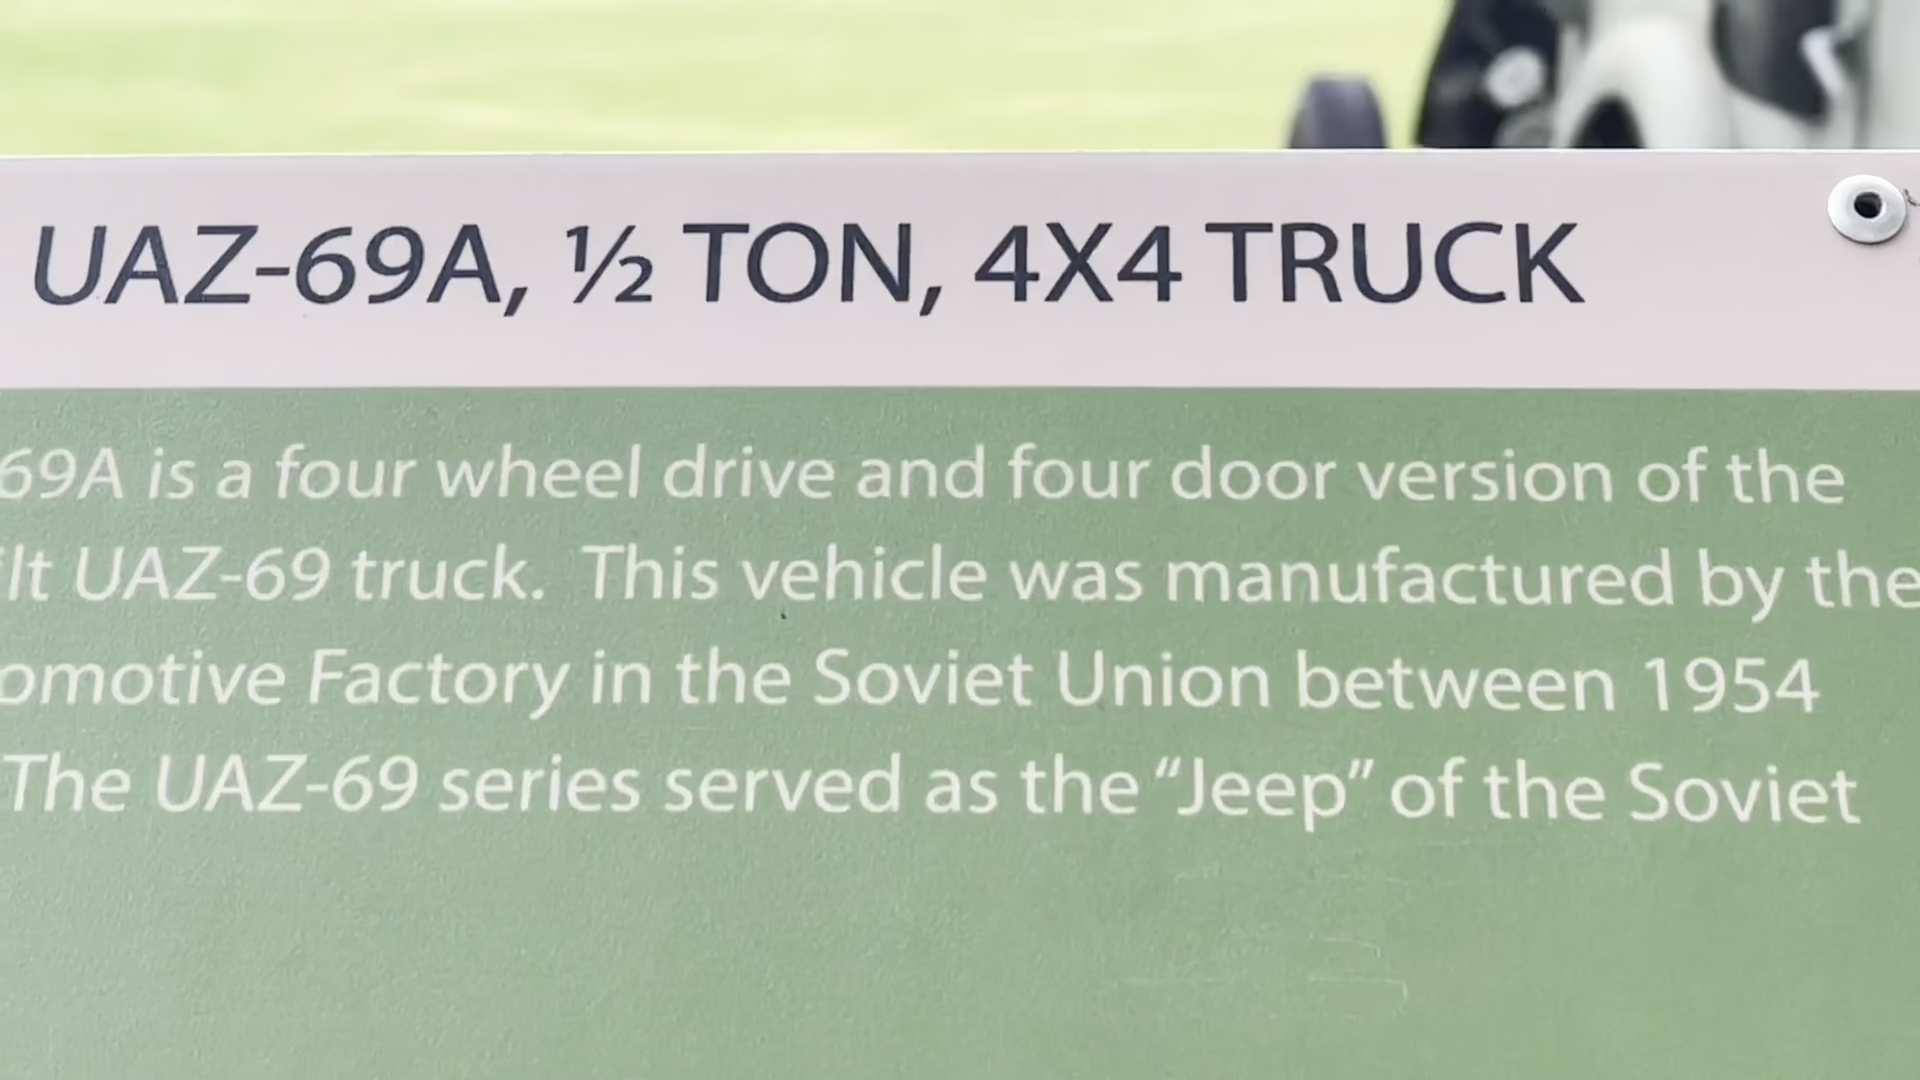 UAZ-69A, ½ TON, 4X4 TRUCK
69A is a four wheel drive and four door version of the
ilt UAZ-69 truck. This vehicle was manufactured by the
omotive Factory in the Soviet Union between 1954
The UAZ-69 series served as the “Jeep” of the Soviet